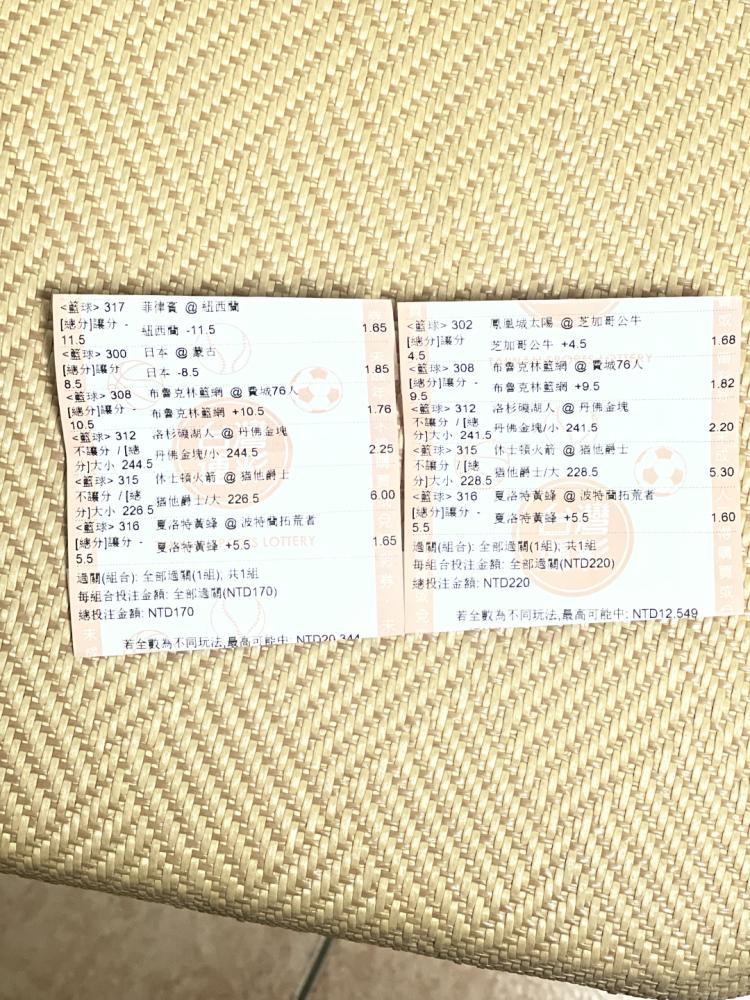 <籃球> 317 菲律賓 @ 紐西蘭
[總分]讓分 - 11.5 紐西蘭 -11.5 1.65
<籃球> 300 日本 @ 蒙古
[總分]讓分 - 8.5 日本 -8.5 1.85
<籃球> 308 布魯克林籃網 @ 費城76人
[總分]讓分 - 10.5 布魯克林籃網 +10.5 1.76
<籃球> 312 洛杉磯湖人 @ 丹佛金塊
不讓分 / [總分]大小 244.5 丹佛金塊/小 244.5 2.25
<籃球> 315 休士頓火箭 @ 猶他爵士
不讓分 / [總分]大小 226.5 猶他爵士/大 226.5 6.00
<籃球> 316 夏洛特黃蜂 @ 波特蘭拓荒者
[總分]讓分 - 5.5 夏洛特黃蜂 +5.5 1.65
過關(組合): 全部過關(1組); 共1組
每組合投注金額: 全部過關(NTD170)
總投注金額: NTD170
若全數為不同玩法,最高可能中: NTD20,344
<籃球> 302 鳳凰城太陽 @ 芝加哥公牛
[總分]讓分 4.5 芝加哥公牛 +4.5 1.68
<籃球> 308 布魯克林籃網 @ 費城76人
[總分]讓分 - 9.5 布魯克林籃網 +9.5 1.82
<籃球> 312 洛杉磯湖人 @ 丹佛金塊
不讓分 / [總分]大小 241.5 丹佛金塊/小 241.5 2.20
<籃球> 315 休士頓火箭 @ 猶他爵士
不讓分 / [總分]大小 228.5 猶他爵士/大 228.5 5.30
<籃球> 316 夏洛特黃蜂 @ 波特蘭拓荒者
[總分]讓分 - 5.5 夏洛特黃蜂 +5.5 1.60
過關(組合): 全部過關(1組); 共1組
每組合投注金額: 全部過關(NTD220)
總投注金額: NTD220
若全數為不同玩法,最高可能中: NTD12,549